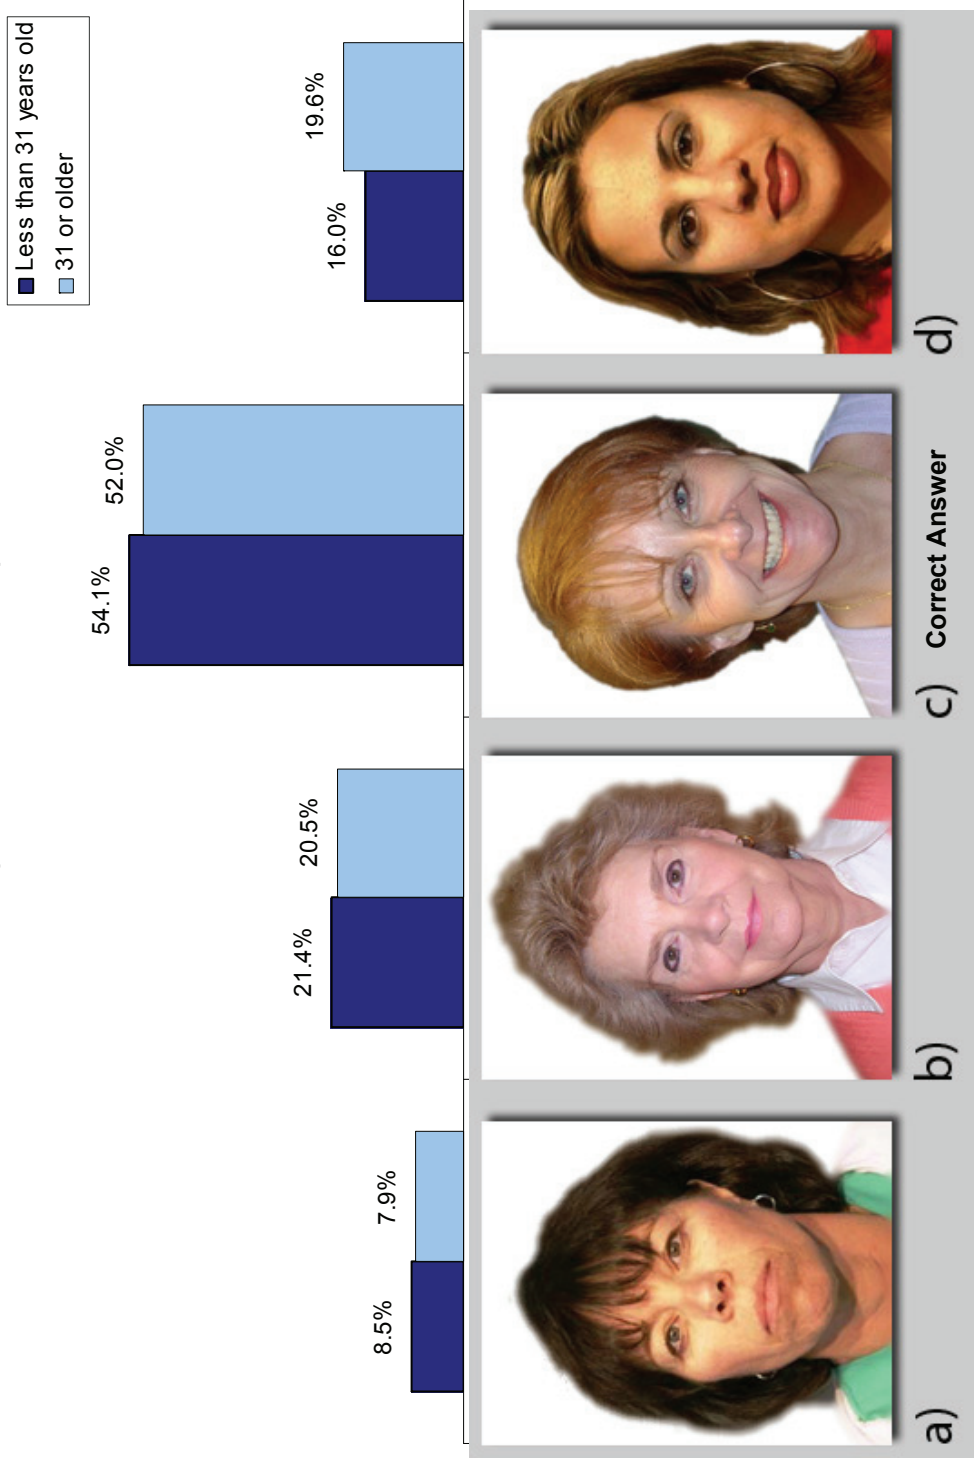 Less than 31 years old
31 or older
8.5%
7.9%
21.4%
20.5%
54.1%
52.0%
16.0%
19.6%
a)
b)
c) Correct Answer
d)